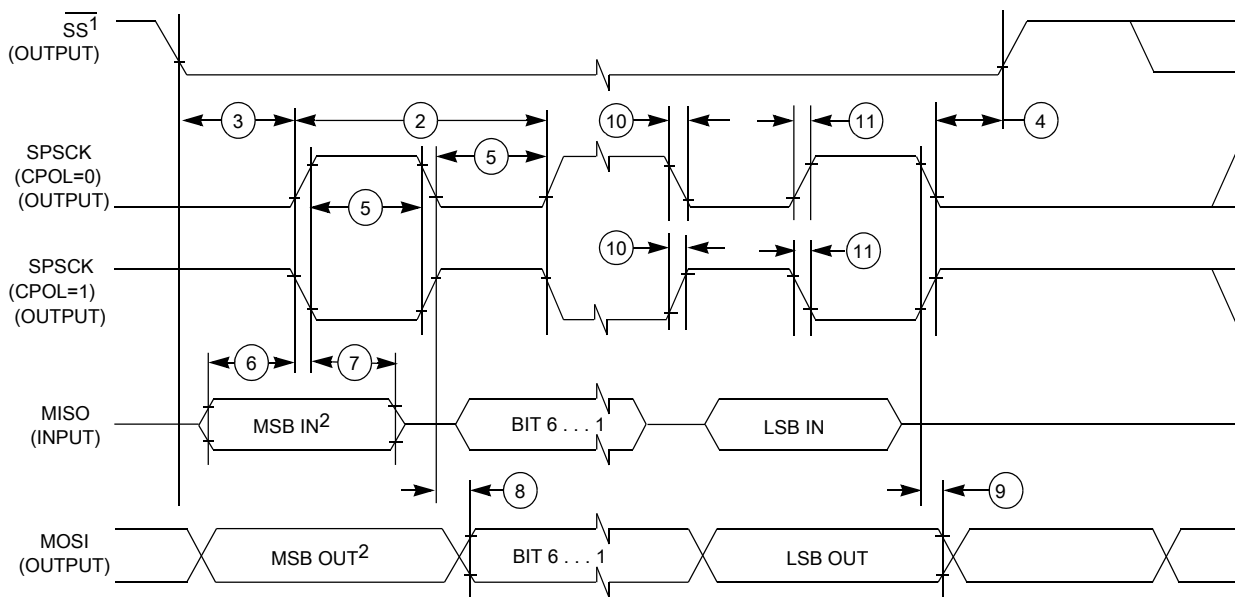 SS¹
(OUTPUT)
3
2
10
11
4
5
SPSCK
(CPOL=0)
(OUTPUT)
5
10
11
SPSCK
(CPOL=1)
(OUTPUT)
6
7
MISO
(INPUT)
MSB IN²
BIT 6 . . . 1
LSB IN
8
9
MOSI
(OUTPUT)
MSB OUT²
BIT 6 . . . 1
LSB OUT